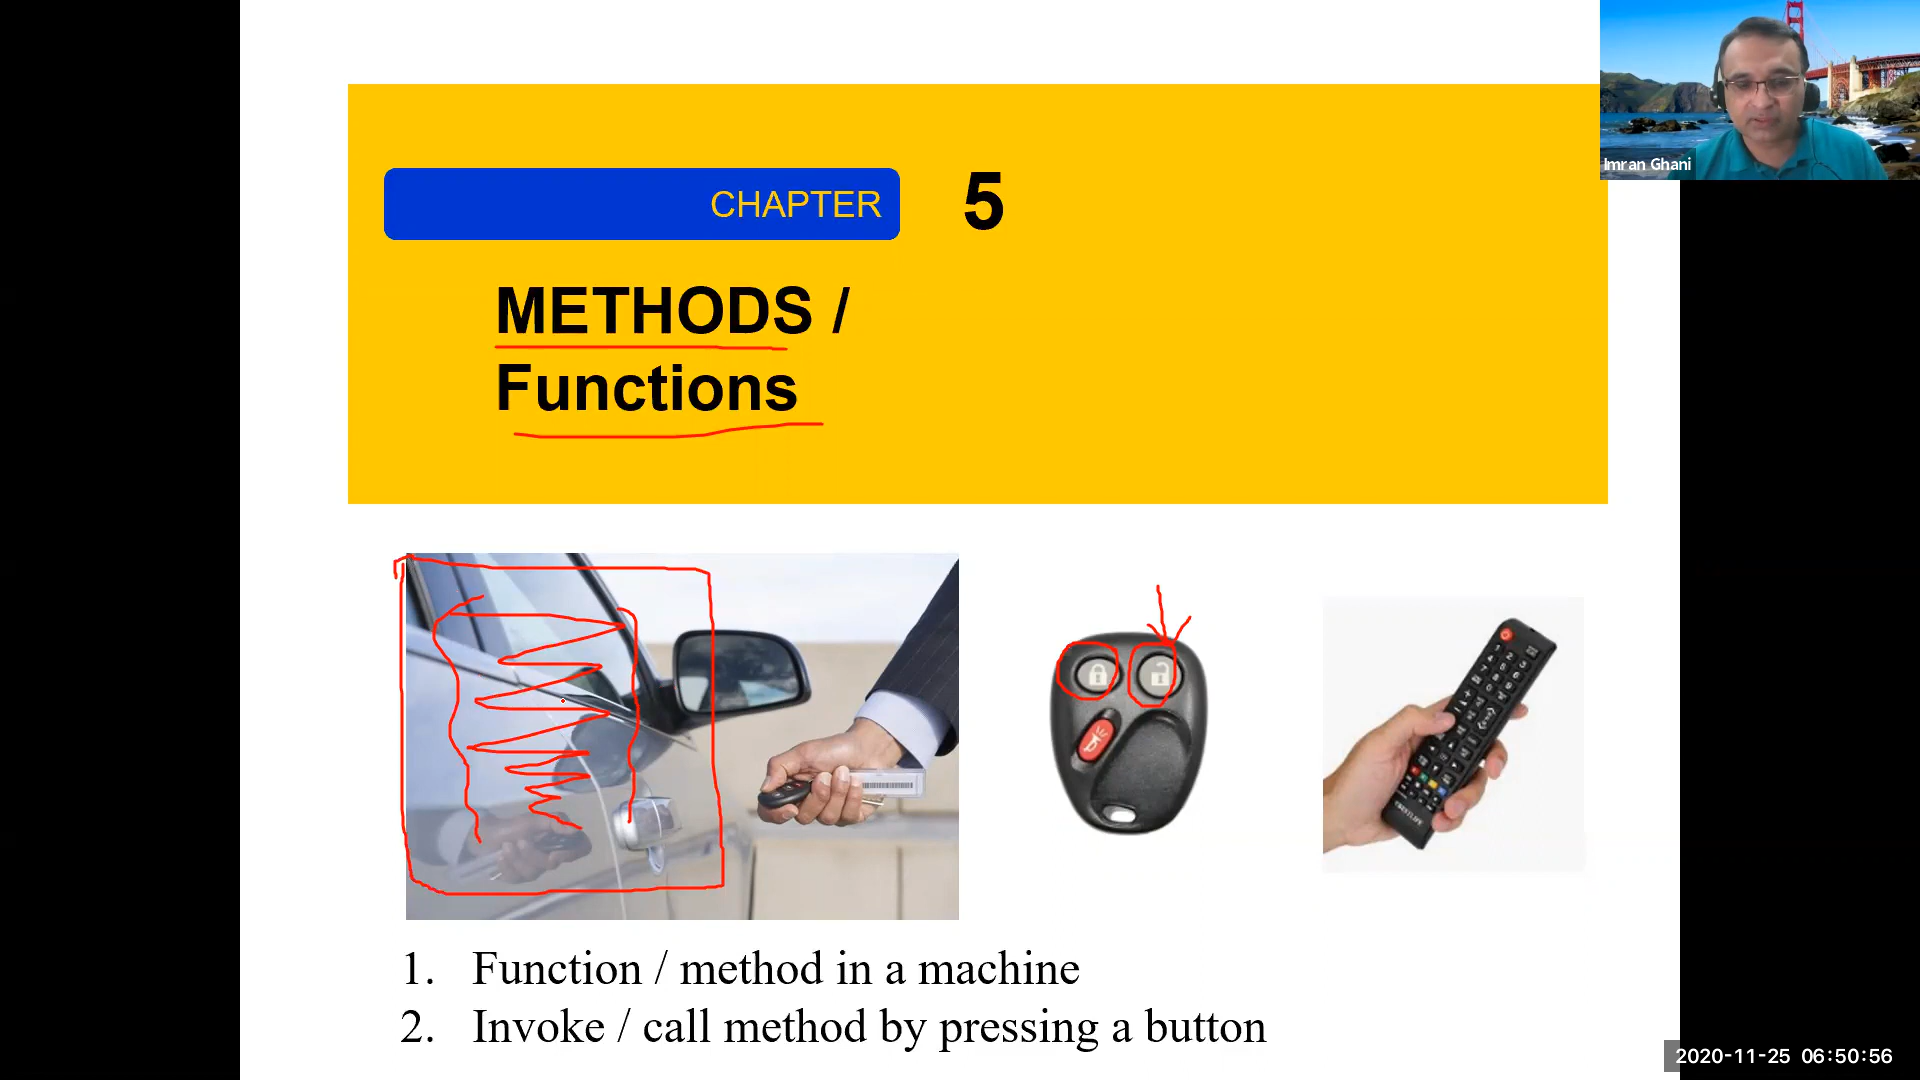 Imran Ghani
CHAPTER 5
METHODS /
Functions
1. Function / method in a machine
2. Invoke / call method by pressing a button
2020-11-25 06:50:56